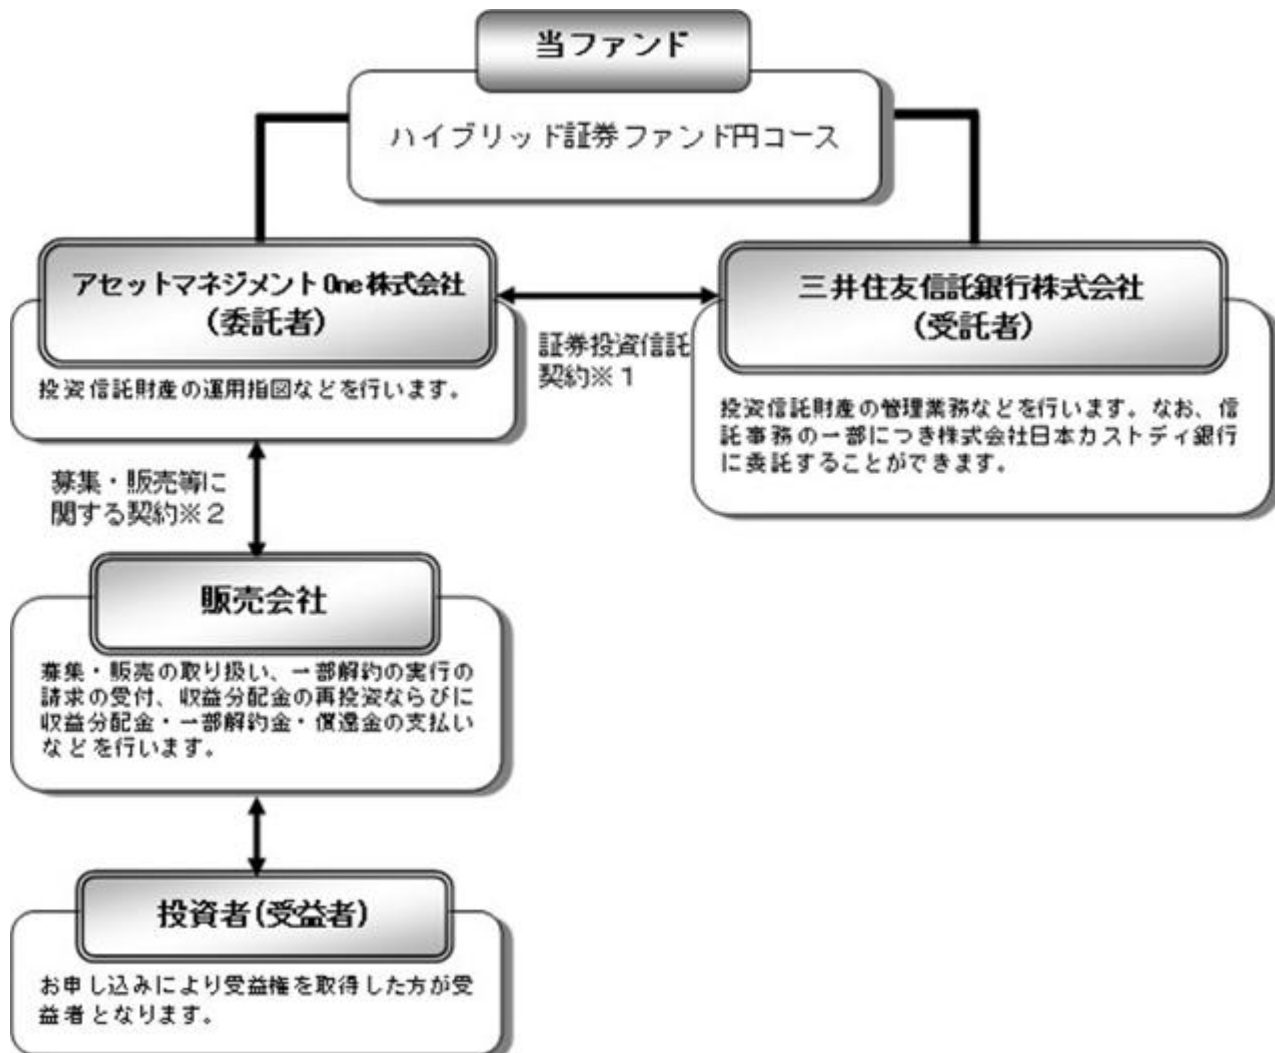 当ファンド
ハイブリッド証券ファンド円コース
アセットマネジメントOne株式会社
(委託者)
投資信託財産の運用指図などを行います。
証券投資信託
契約※1
三井住友信託銀行株式会社
(受託者)
投資信託財産の管理業務などを行います。なお、信
託事務の一部につき株式会社日本カストディ銀行
に委託することができます。
募集・販売等に
関する契約※2
販売会社
募集・販売の取り扱い、一部解約の実行の
請求の受付、収益分配金の再投資ならびに
収益分配金・一部解約金・償還金の支払い
などを行います。
投資者(受益者)
お申し込みにより受益権を取得した方が受
益者となります。